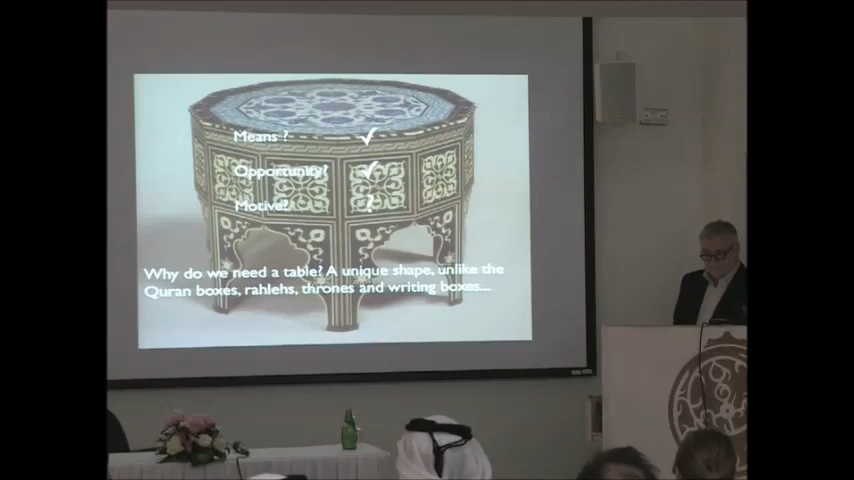 Means ? ✓
Opportunity? ✓
Motive? ?
Why do we need a table? A unique shape, unlike the
Quran boxes, rahlehs, thrones and writing boxes...